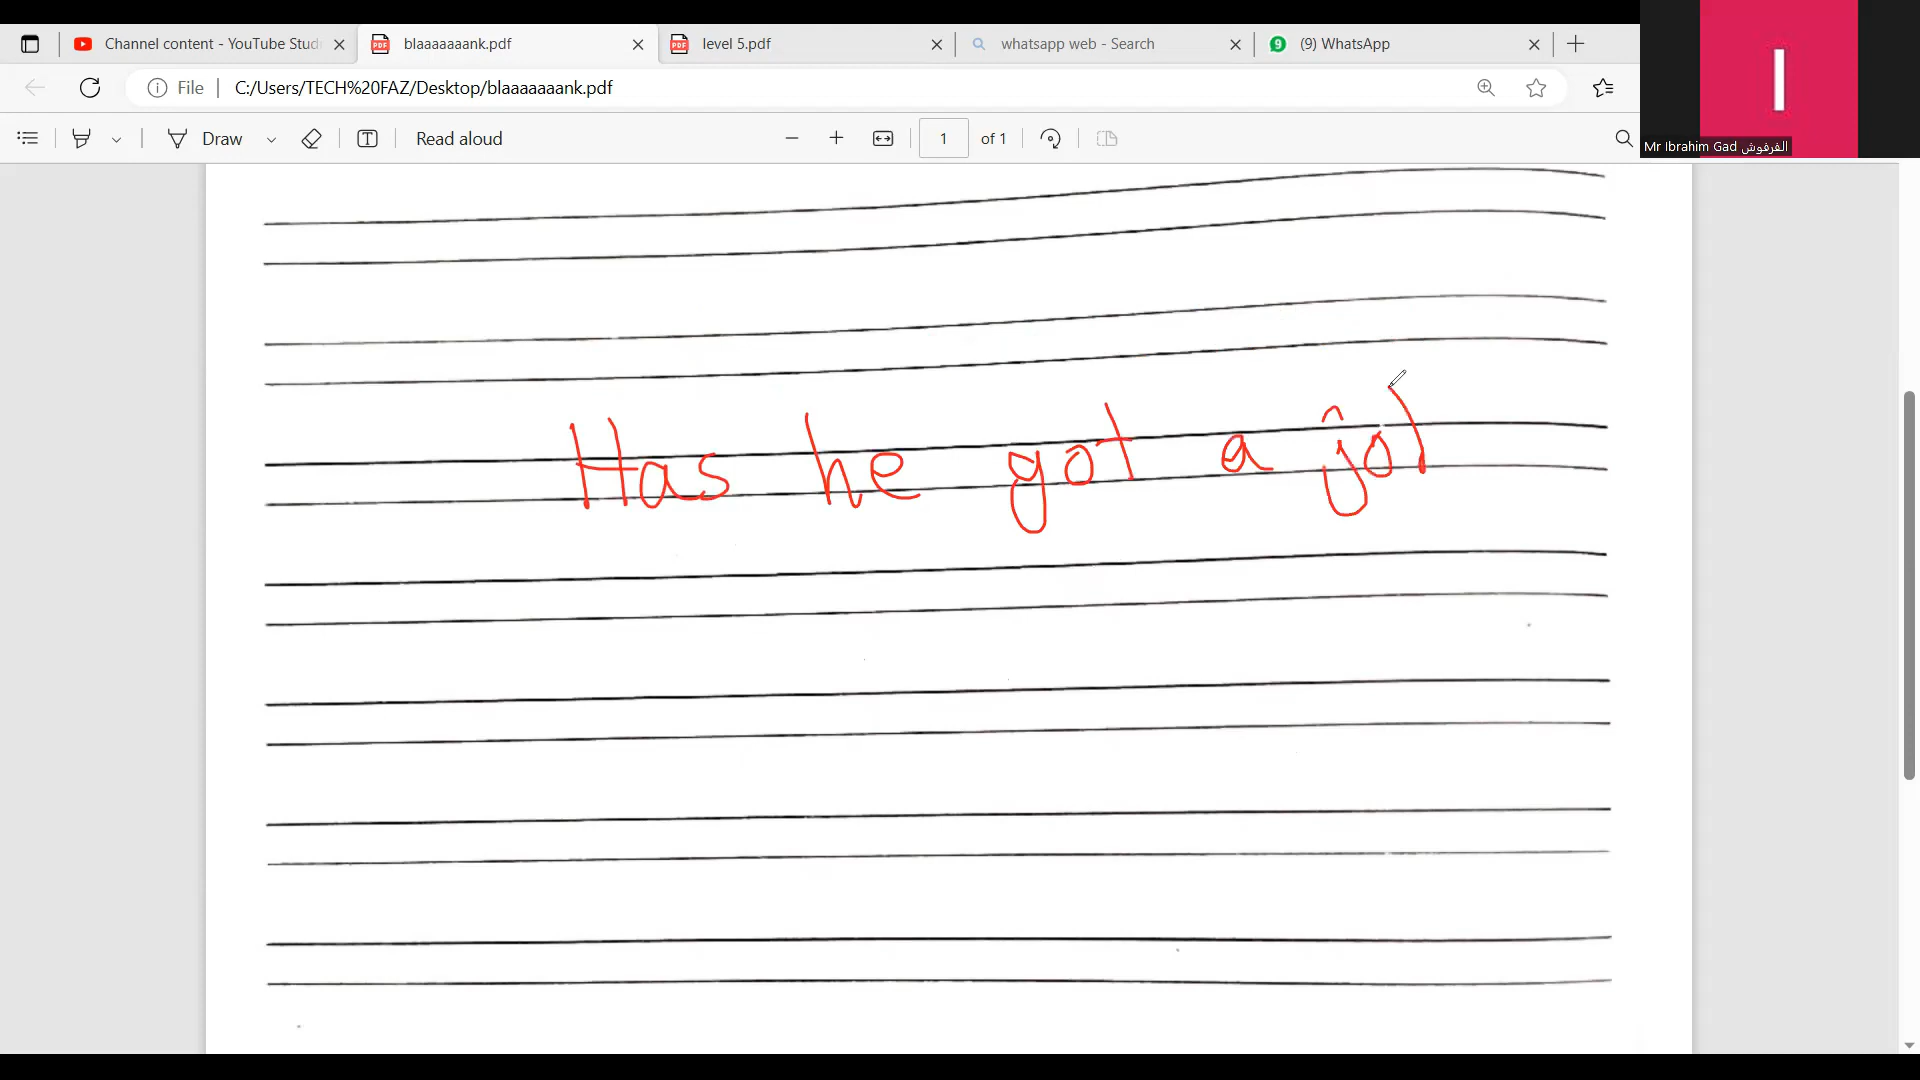 Channel content - YouTube Stud
blaaaaaaank.pdf
level 5.pdf
whatsapp web - Search
(9) WhatsApp
File
C:/Users/TECH%20FAZ/Desktop/blaaaaaaank.pdf
Draw
Read aloud
1 of 1
Mr Ibrahim Gad الفرفوش
Has he got a jol